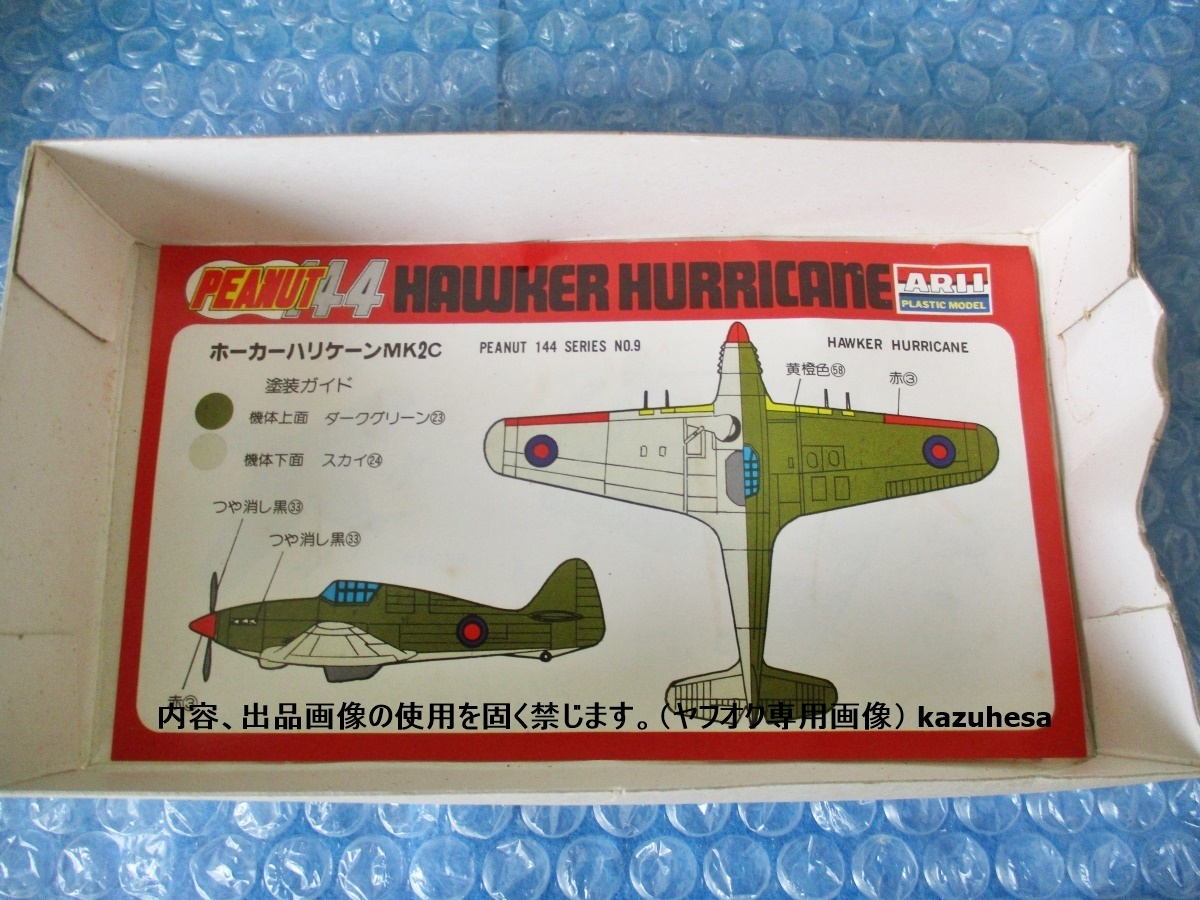 PEANUT 144 HAWKER HURRICANE ARII
PLASTIC MODEL
ホーカーハリケーンMK2C PEANUT 144 SERIES NO.9 HAWKER HURRICANE
塗装ガイド
機体上面 ダークグリーン㉓
機体下面 スカイ㉔
黄橙色58
赤③
つや消し黒㉝
つや消し黒㉝
赤③
内容、出品画像の使用を固く禁じます。（ヤフオク専用画像） kazuhesa